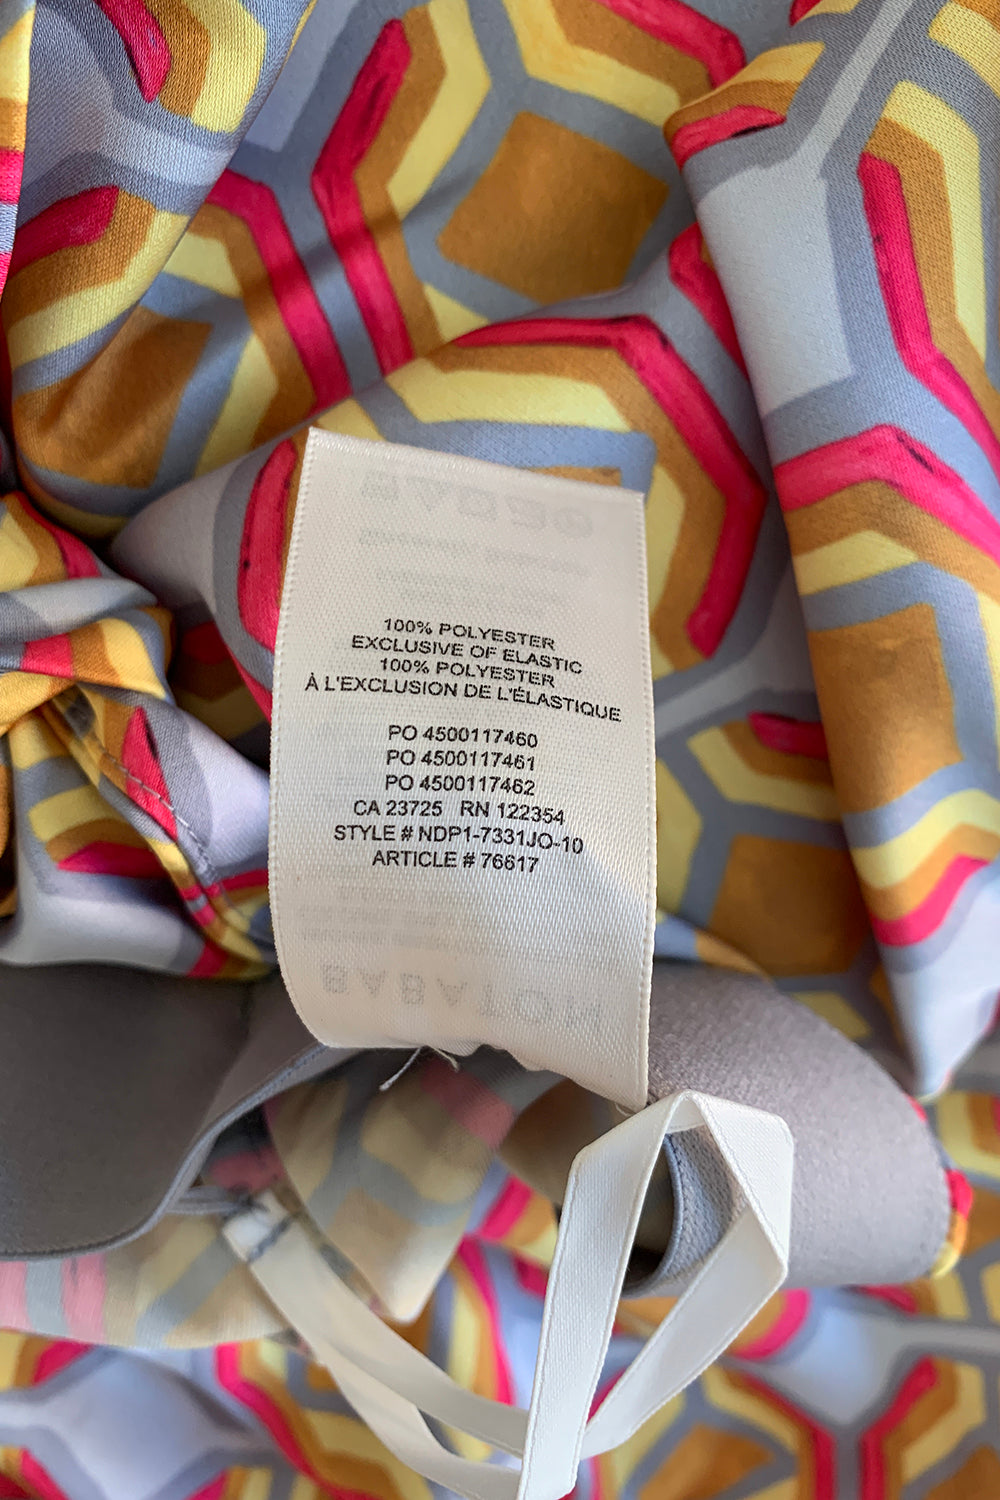 100% POLYESTER
EXCLUSIVE OF ELASTIC
100% POLYESTER
À L'EXCLUSION DE L'ÉLASTIQUE
PO 4500117460
PO 4500117461
PO 4500117462
CA 23725 RN 122354
STYLE # NDP1-7331JO-10
ARTICLE # 76617